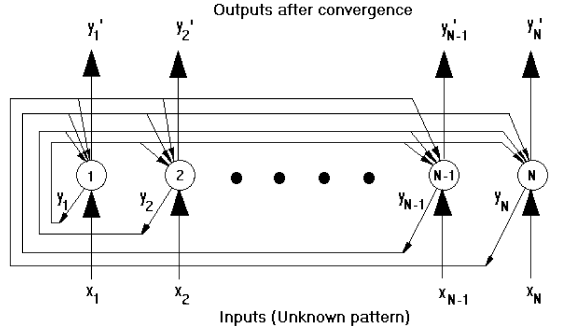 Outputs after convergence
y1' y2' y'N-1 y'N
1 2 N-1 N
y1 y2 yN-1 yN
x1 x2 xN-1 xN
Inputs (Unknown pattern)